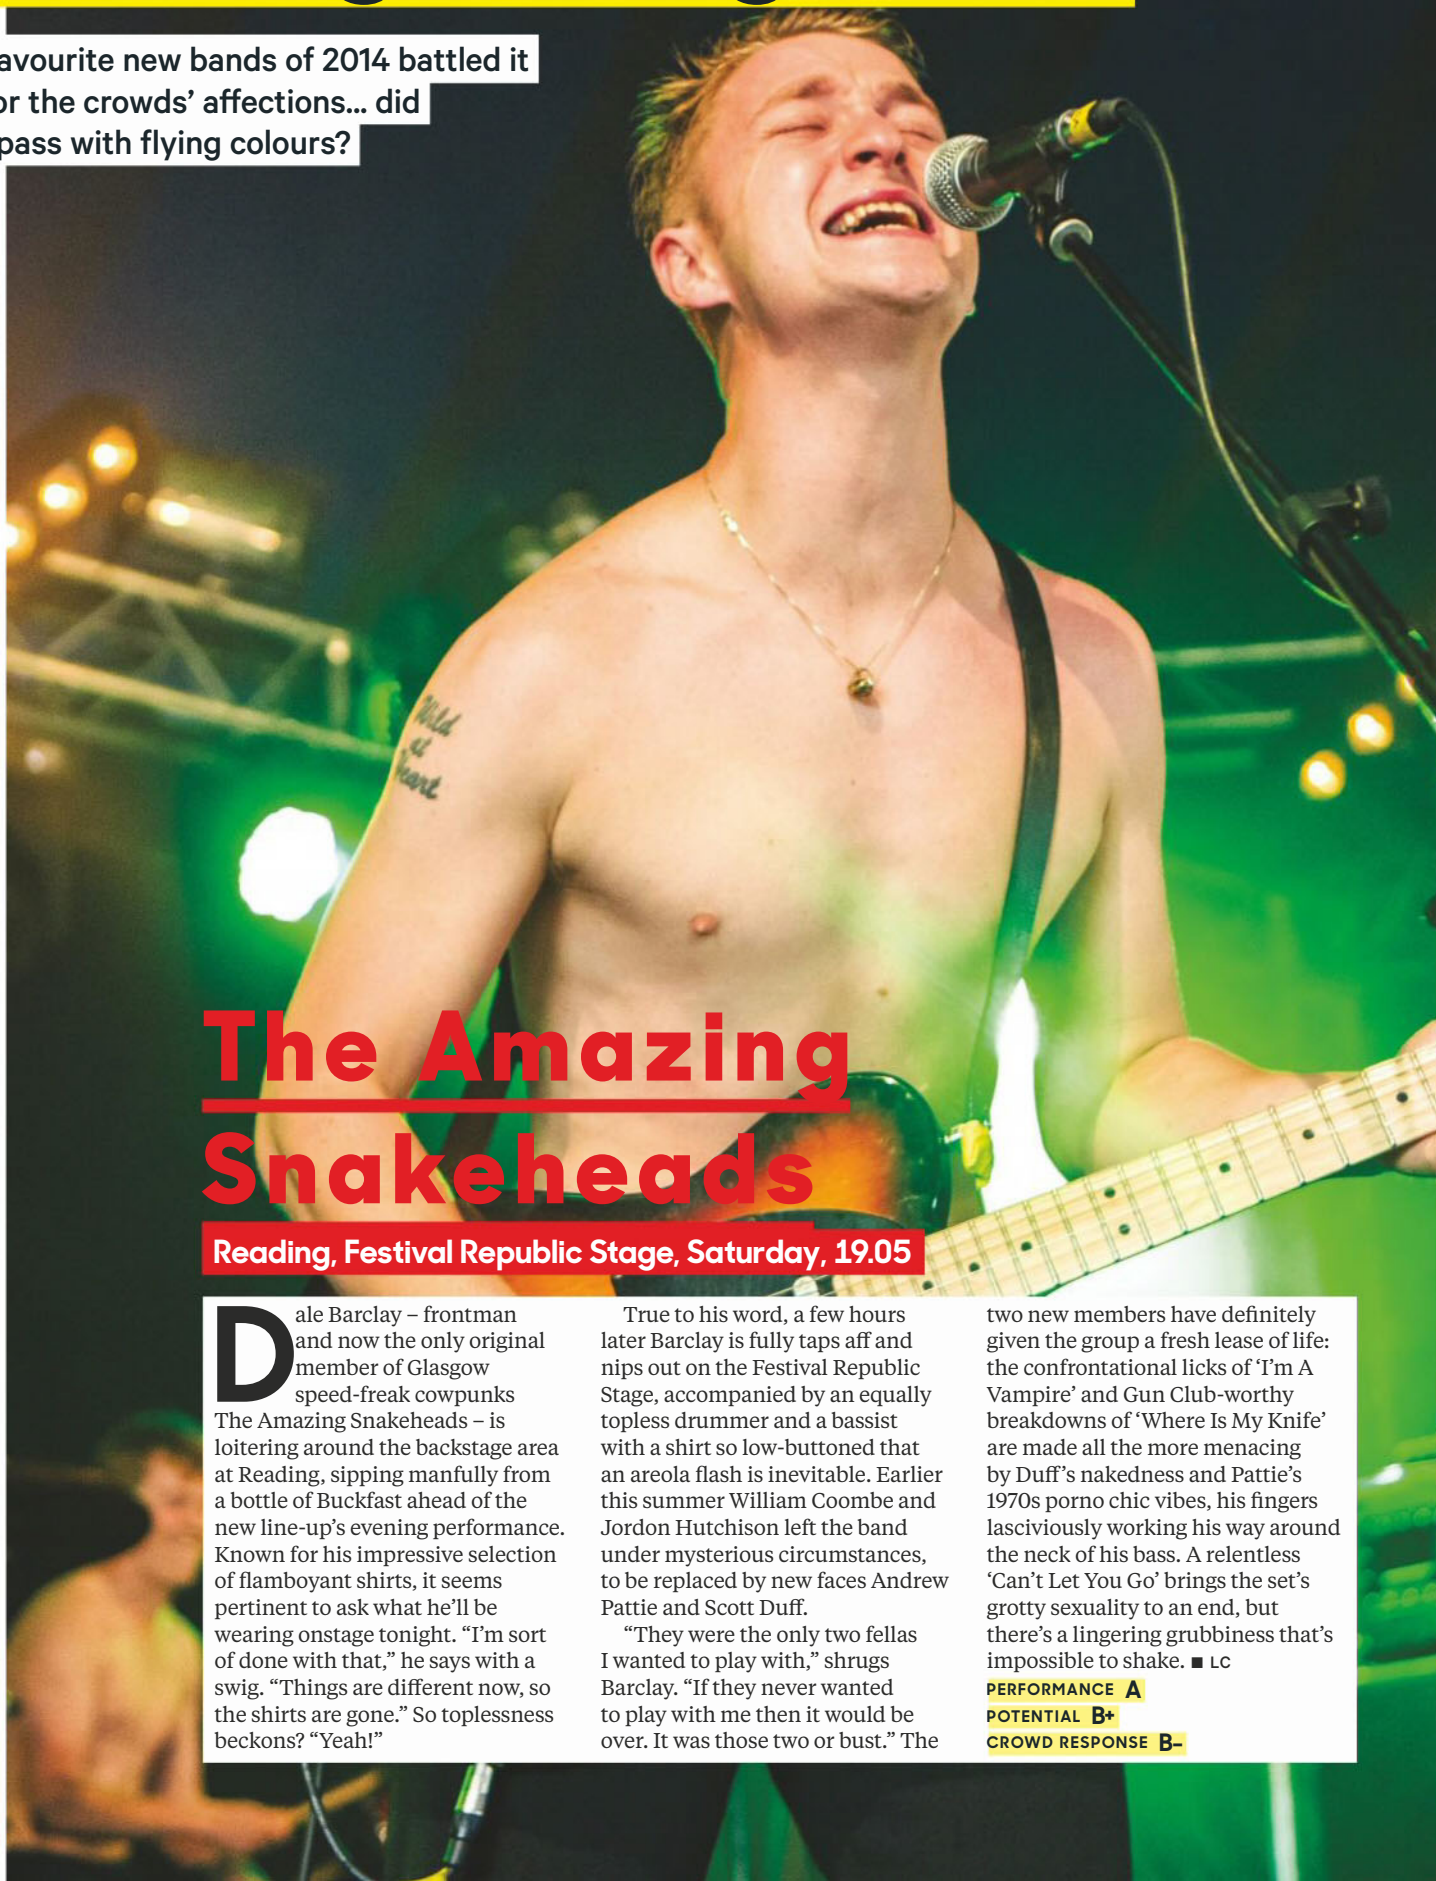 avourite new bands of 2014 battled it
or the crowds’ affections... did
pass with flying colours?
Wild
at
Heart
The Amazing
Snakeheads
Reading, Festival Republic Stage, Saturday, 19.05
Dale Barclay – frontman
and now the only original
member of Glasgow
speed-freak cowpunks
The Amazing Snakeheads – is
loitering around the backstage area
at Reading, sipping manfully from
a bottle of Buckfast ahead of the
new line-up’s evening performance.
Known for his impressive selection
of flamboyant shirts, it seems
pertinent to ask what he’ll be
wearing onstage tonight. “I’m sort
of done with that,” he says with a
swig. “Things are different now, so
the shirts are gone.” So toplessness
beckons? “Yeah!”
True to his word, a few hours
later Barclay is fully taps aff and
nips out on the Festival Republic
Stage, accompanied by an equally
topless drummer and a bassist
with a shirt so low-buttoned that
an areola flash is inevitable. Earlier
this summer William Coombe and
Jordon Hutchison left the band
under mysterious circumstances,
to be replaced by new faces Andrew
Pattie and Scott Duff.
“They were the only two fellas
I wanted to play with,” shrugs
Barclay. “If they never wanted
to play with me then it would be
over. It was those two or bust.” The
two new members have definitely
given the group a fresh lease of life:
the confrontational licks of ‘I’m A
Vampire’ and Gun Club-worthy
breakdowns of ‘Where Is My Knife’
are made all the more menacing
by Duff’s nakedness and Pattie’s
1970s porno chic vibes, his fingers
lasciviously working his way around
the neck of his bass. A relentless
‘Can’t Let You Go’ brings the set’s
grotty sexuality to an end, but
there’s a lingering grubbiness that’s
impossible to shake. ■ LC
PERFORMANCE A
POTENTIAL B+
CROWD RESPONSE B–